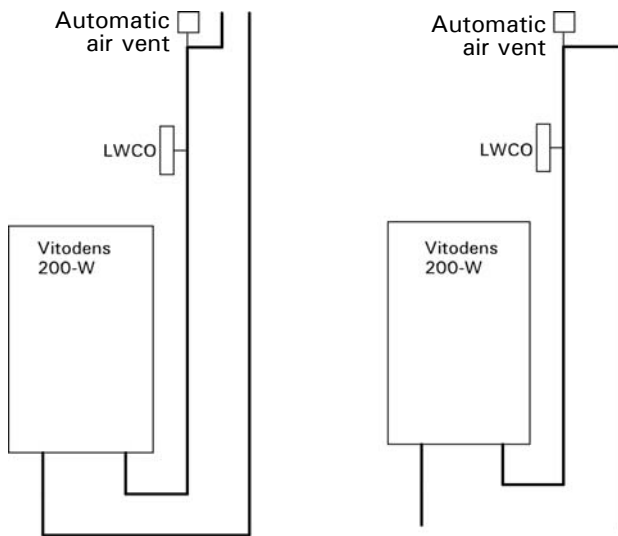 Automatic
air vent
LWCO
Vitodens
200-W
Automatic
air vent
LWCO
Vitodens
200-W